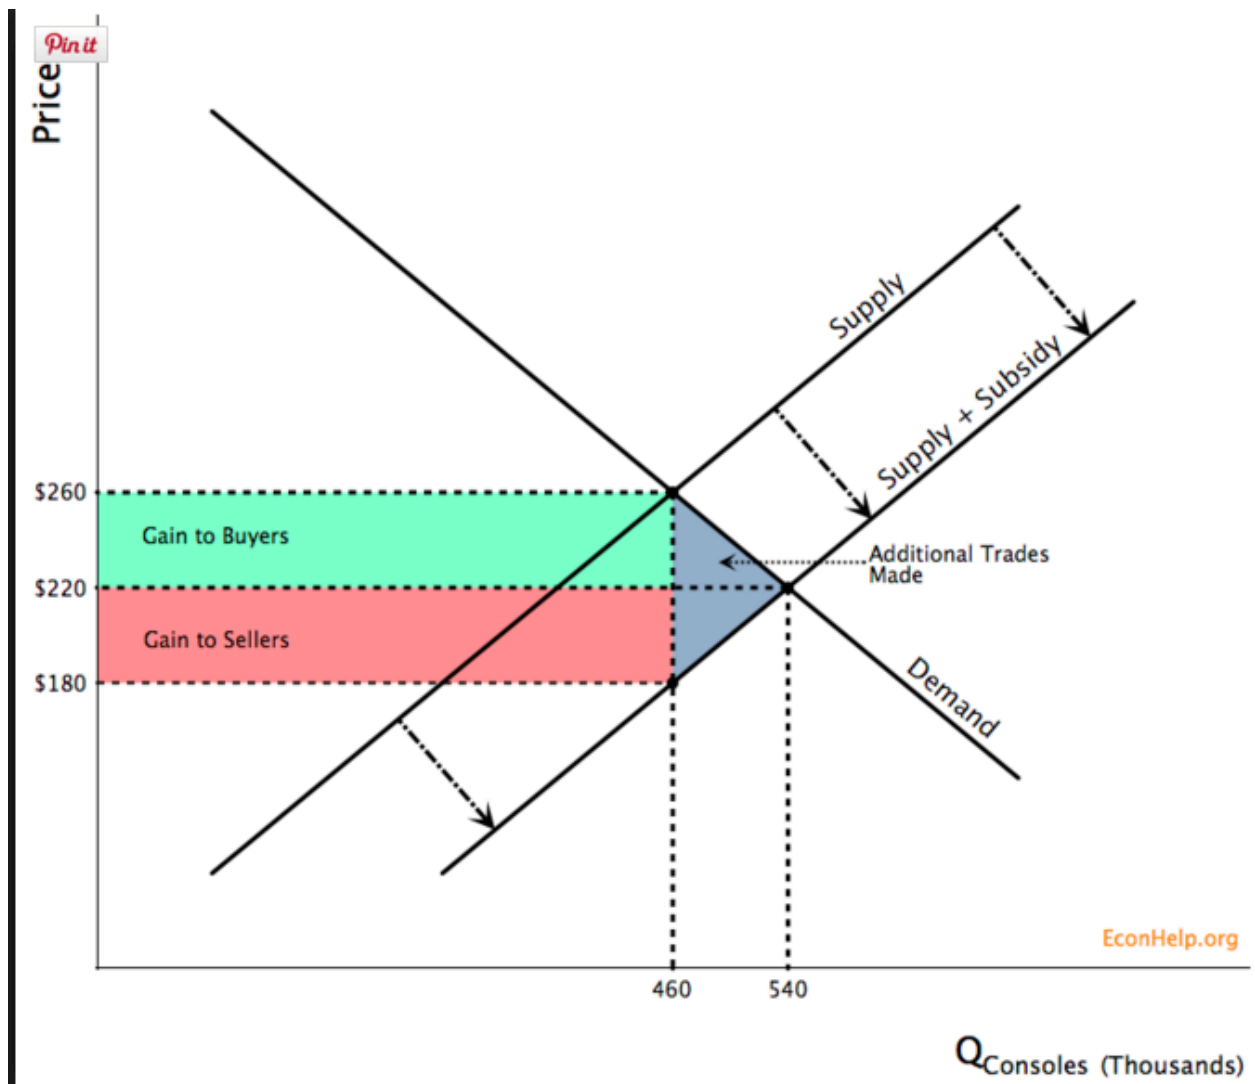 Pin it
Price
Supply
Supply + Subsidy
$260
Gain to Buyers
Additional Trades
Made
$220
Gain to Sellers
$180
Demand
EconHelp.org
460
540
QConsoles (Thousands)